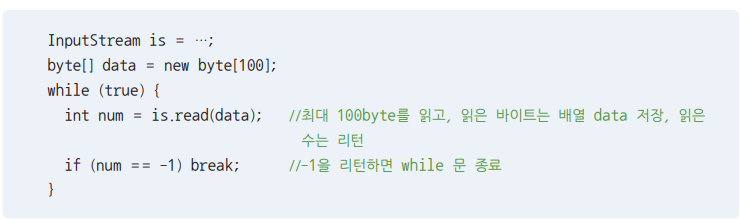 InputStream is = …;
byte[] data = new byte[100];
while (true) {
int num = is.read(data); //최대 100byte를 읽고, 읽은 바이트는 배열 data 저장, 읽은
수는 리턴
if (num == -1) break; //-1을 리턴하면 while 문 종료
}